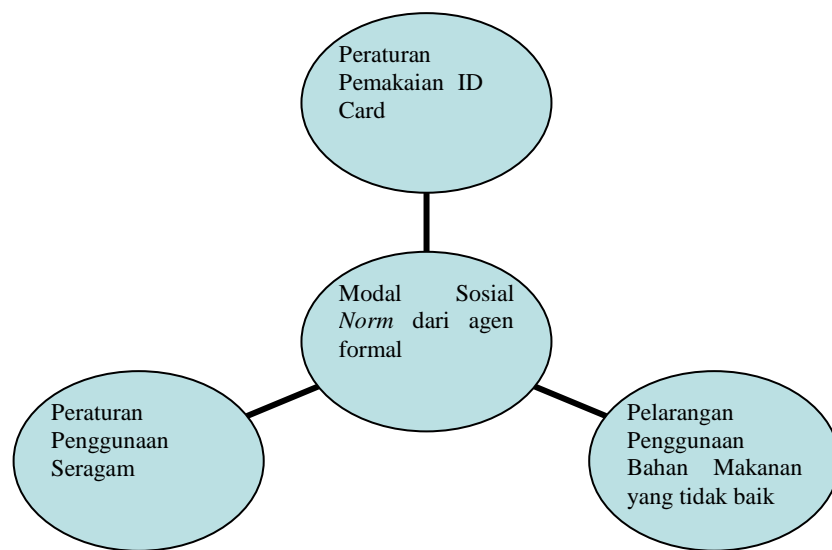 Peraturan
Pemakaian ID
Card
Modal Sosial
Norm dari agen
formal
Peraturan
Penggunaan
Seragam
Pelarangan
Penggunaan
Bahan Makanan
yang tidak baik